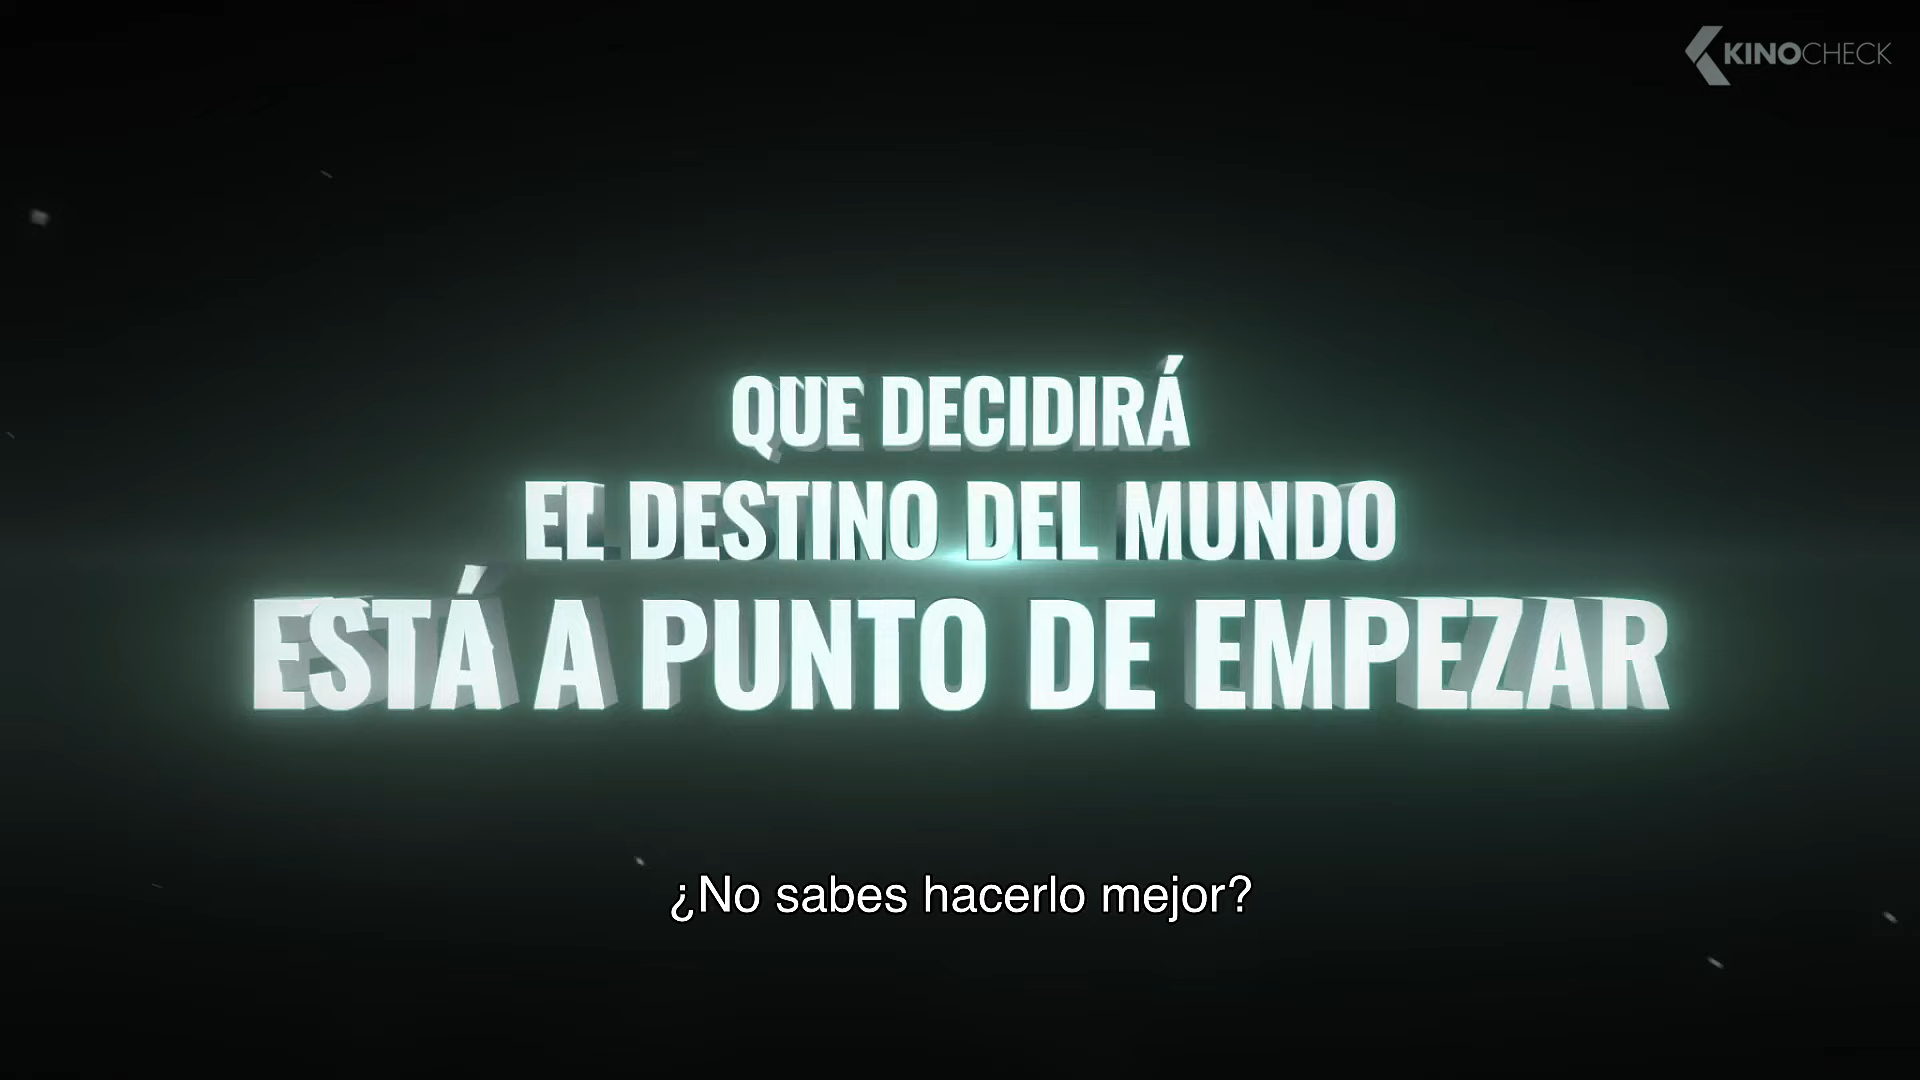 KINOCHECK
QUE DECIDIRÁ
EL DESTINO DEL MUNDO
ESTÁ A PUNTO DE EMPEZAR
¿No sabes hacerlo mejor?